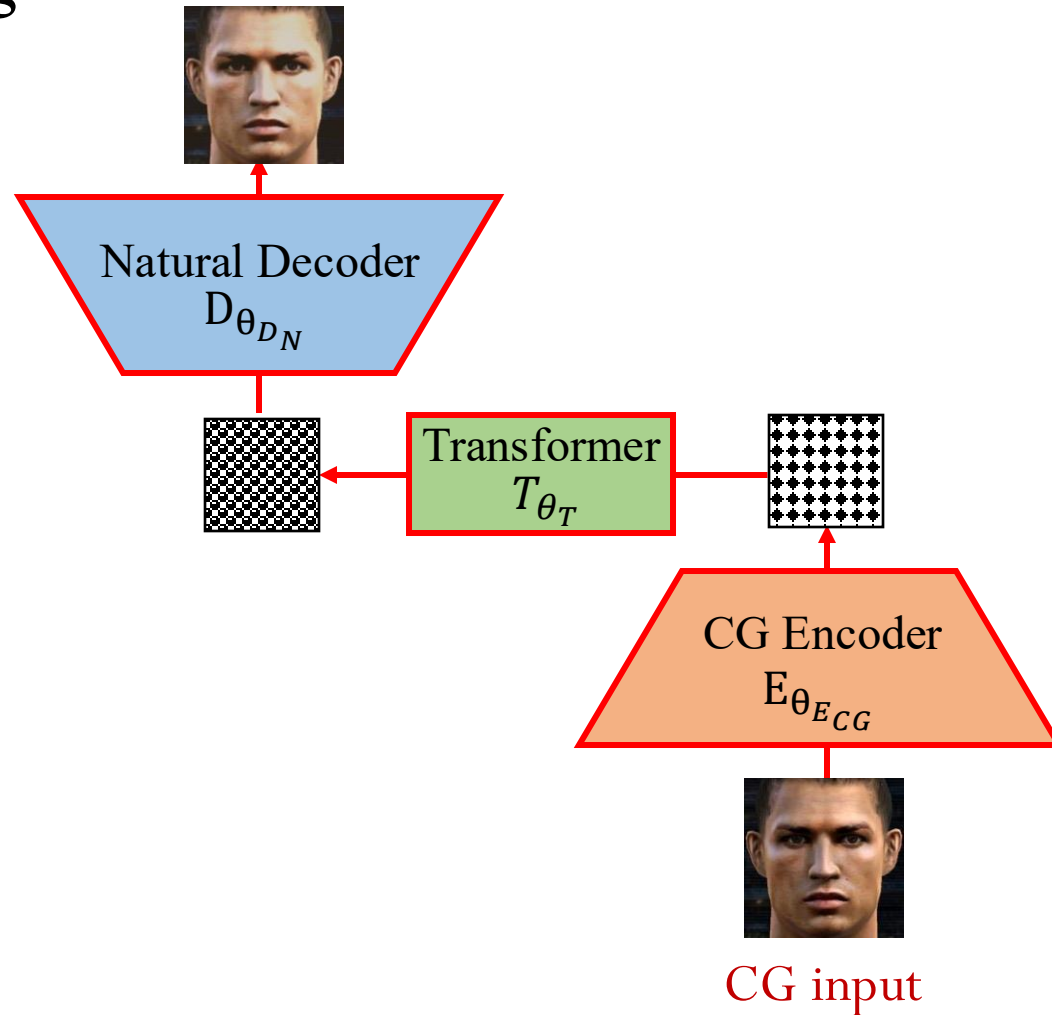 Natural Decoder
D_{θ_{D_N}}
Transformer
T_{θ_T}
CG Encoder
E_{θ_{E_{CG}}}
CG input